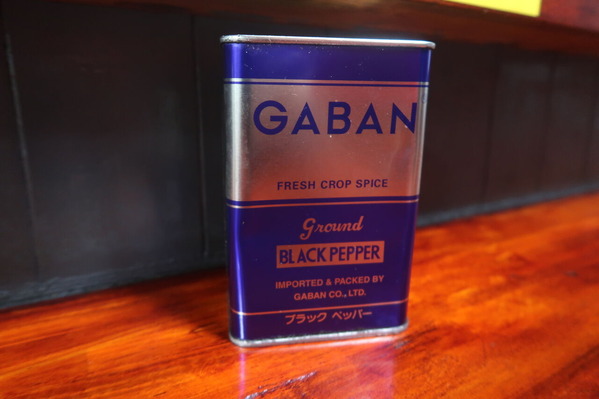 GABAN
FRESH CROP SPICE
Ground
BLACK PEPPER
IMPORTED & PACKED BY
GABAN CO., LTD.
ブラック ペッパー